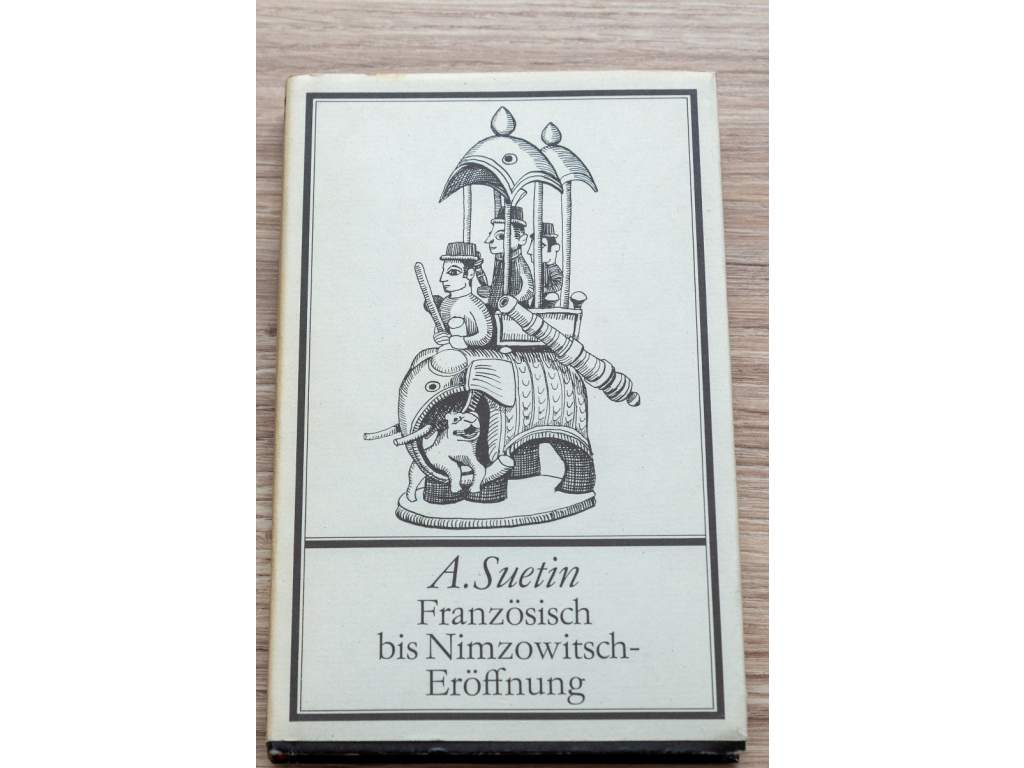 A. Suetin
Französisch
bis Nimzowitsch-
Eröffnung